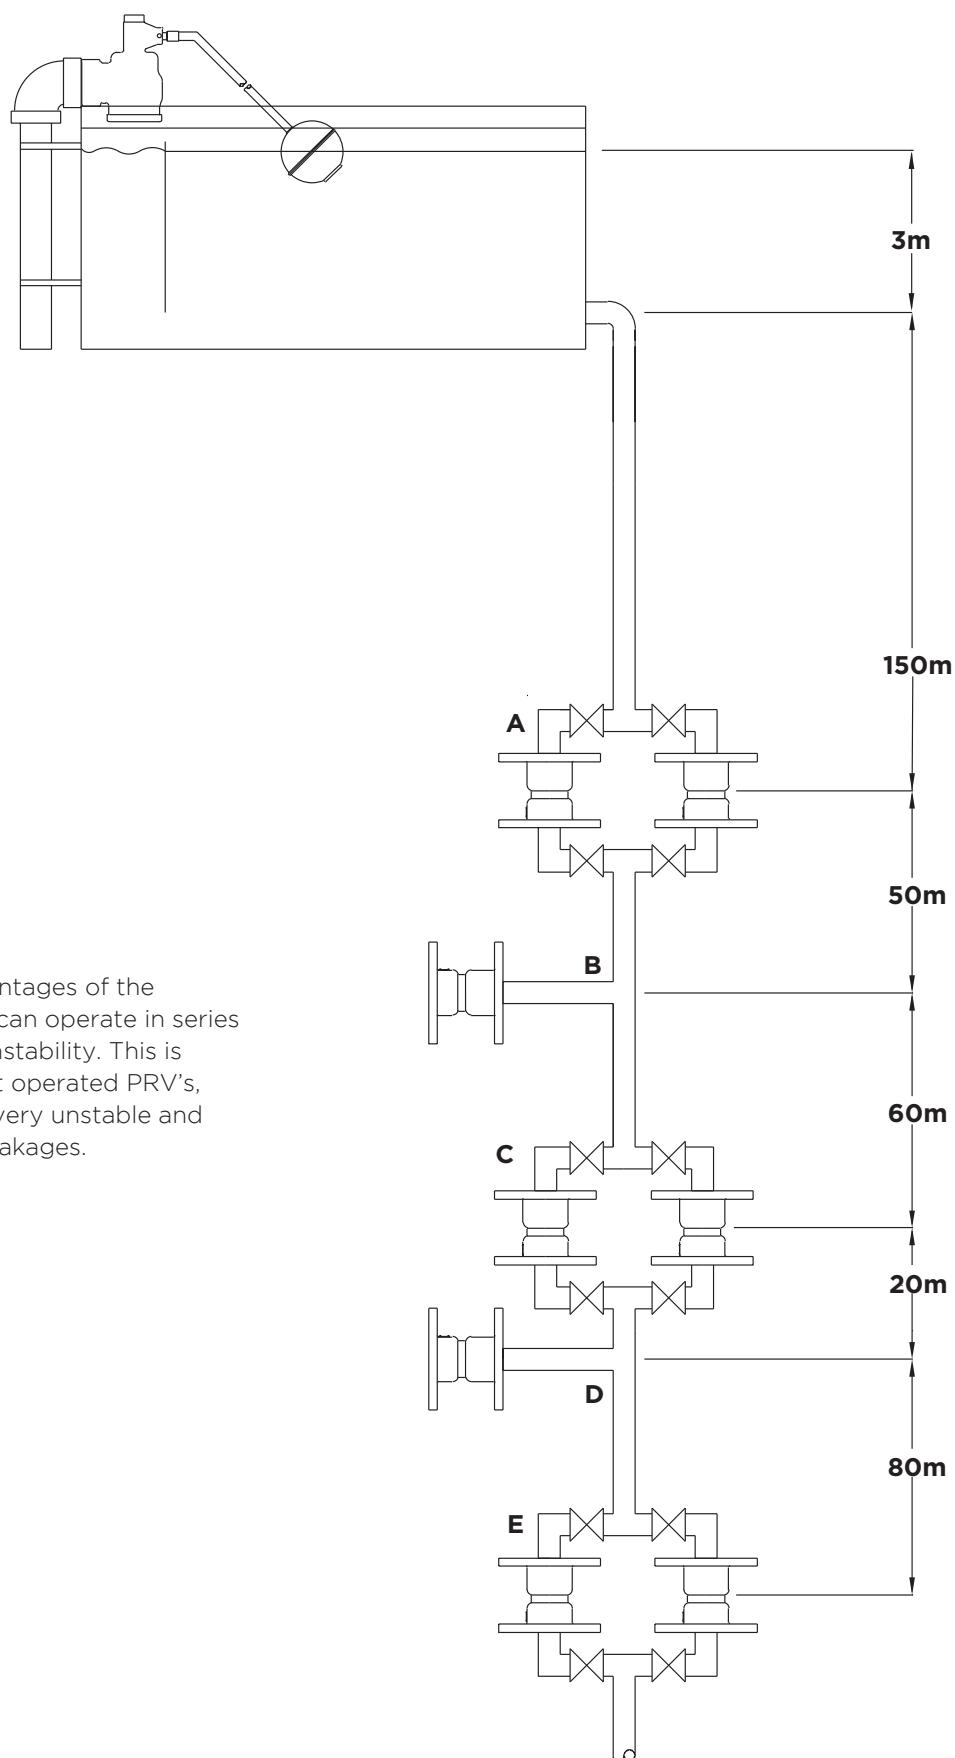 3m
150m
A
50m
B
ntages of the
can operate in series
stability. This is
t operated PRV's,
very unstable and
akages.
60m
C
20m
D
80m
E